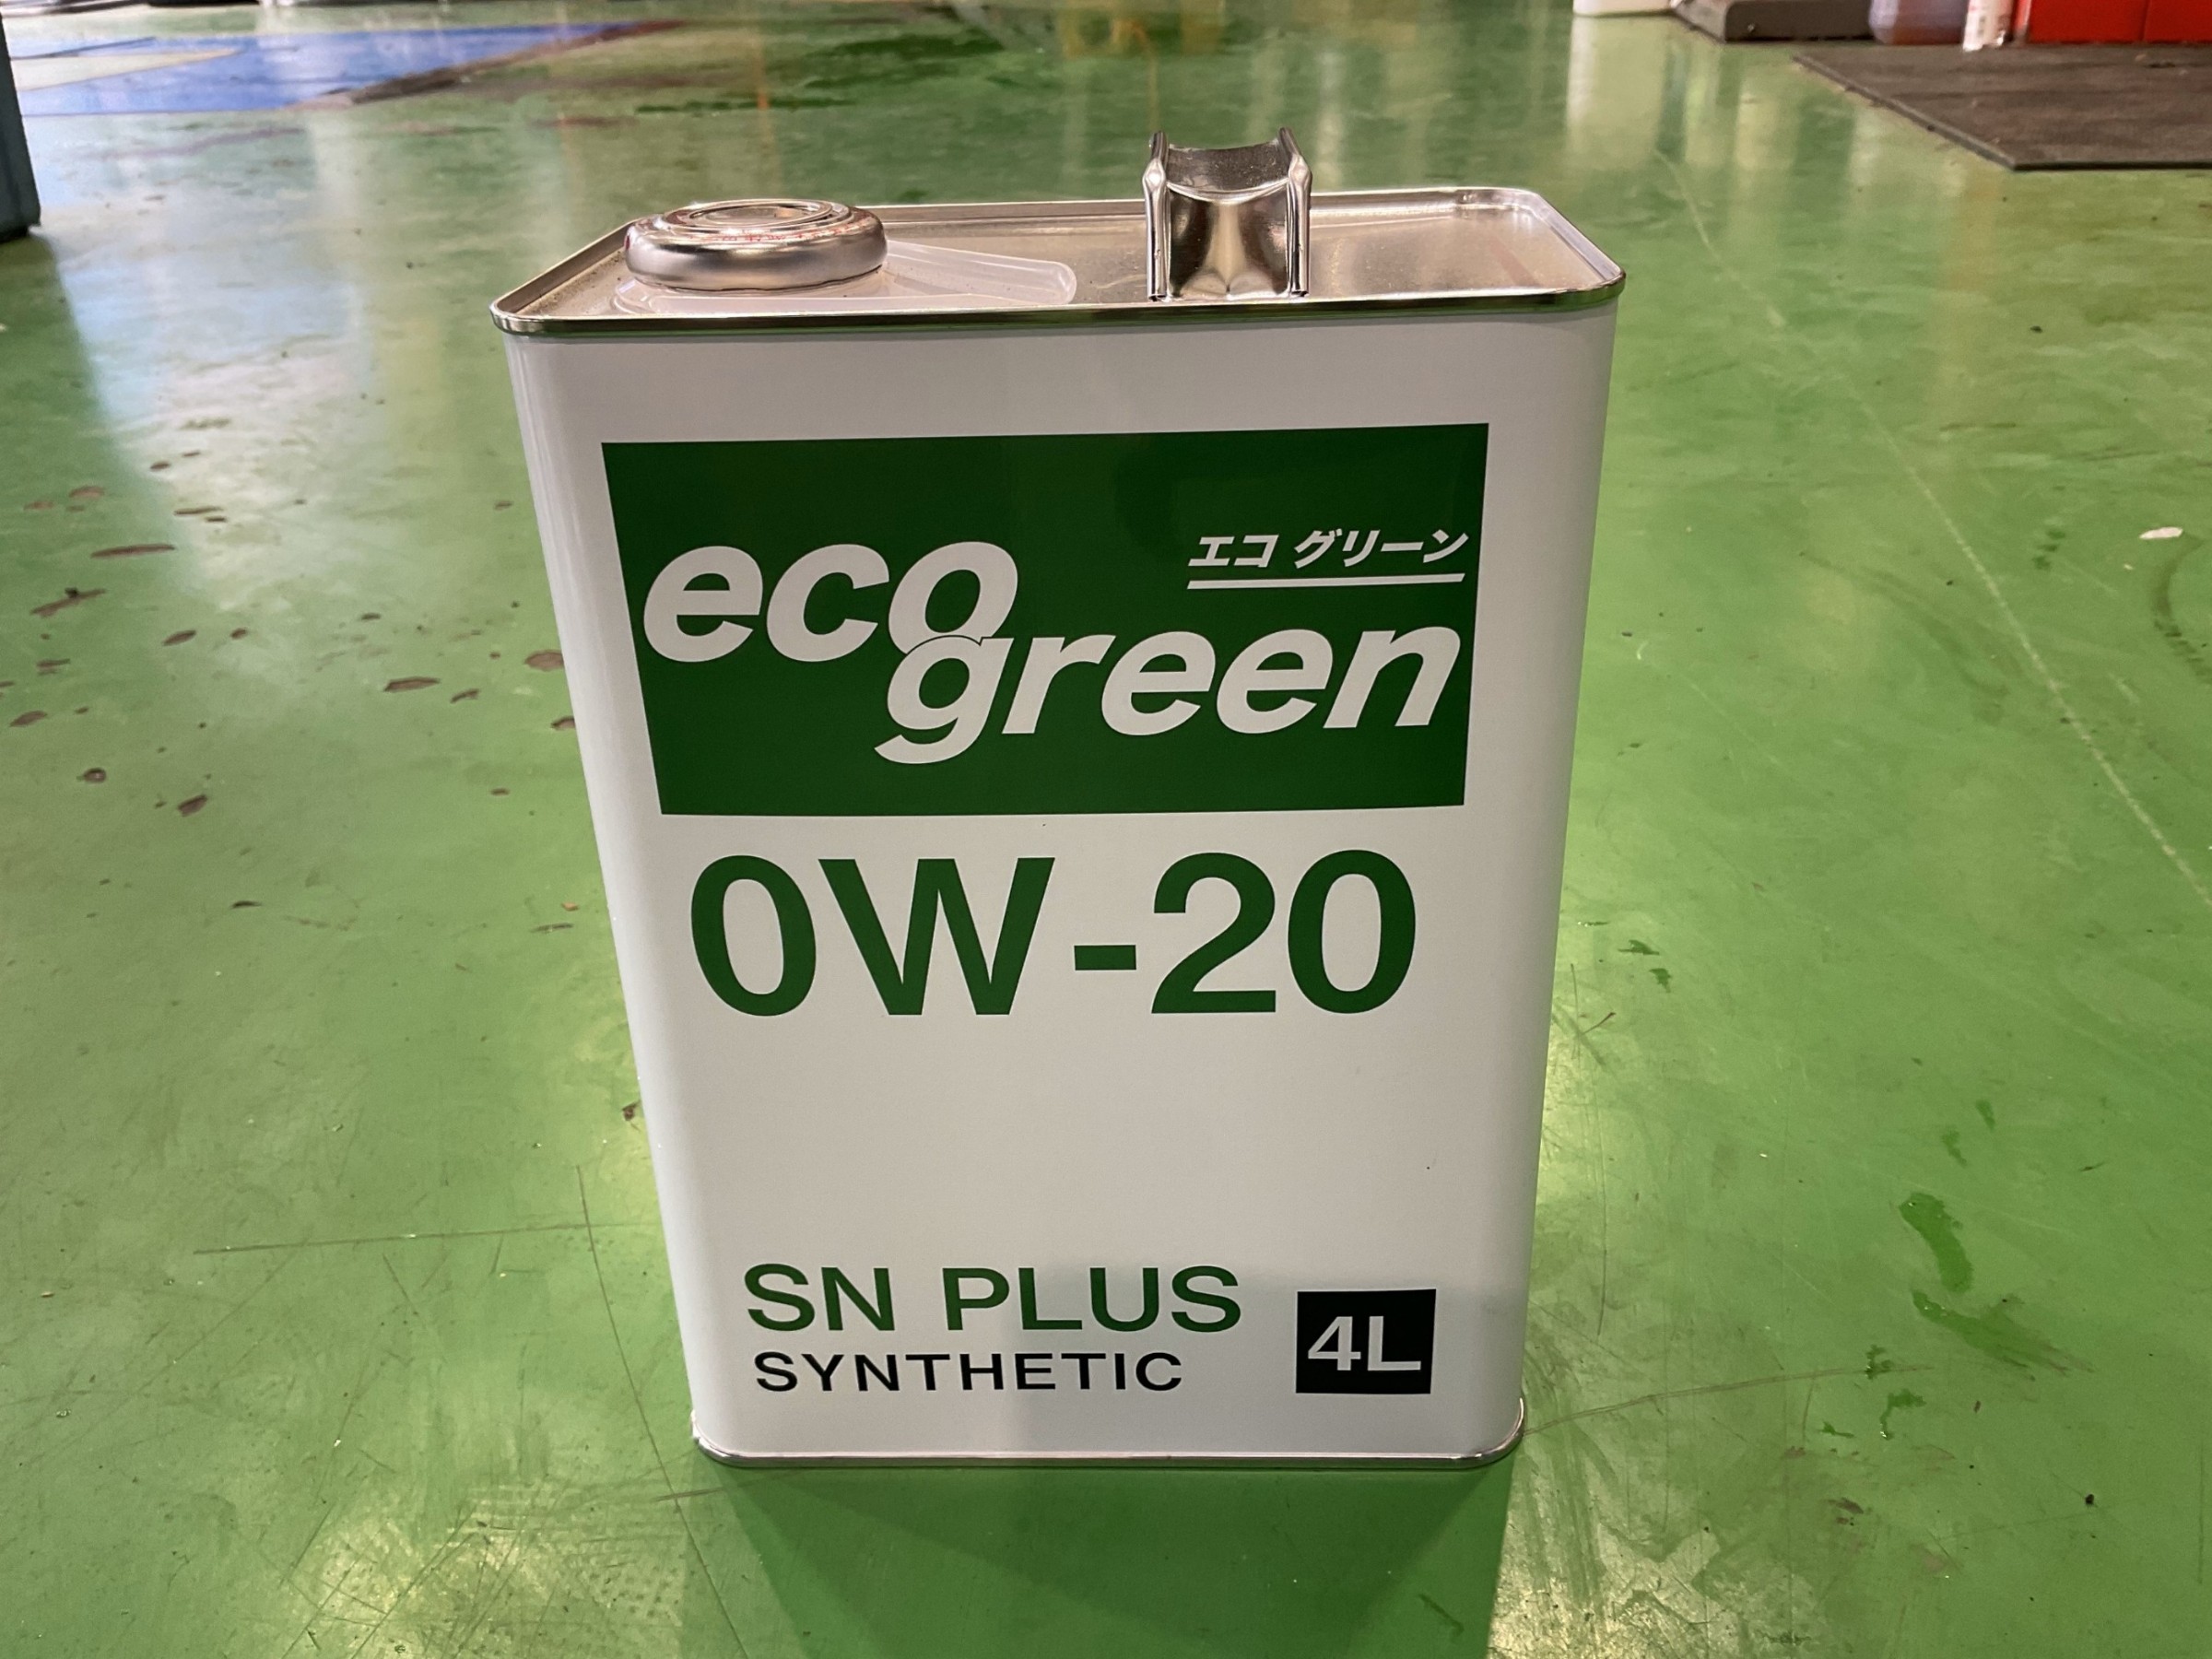 eco
エコ グリーン
green
0W-20
SN PLUS
SYNTHETIC
4L